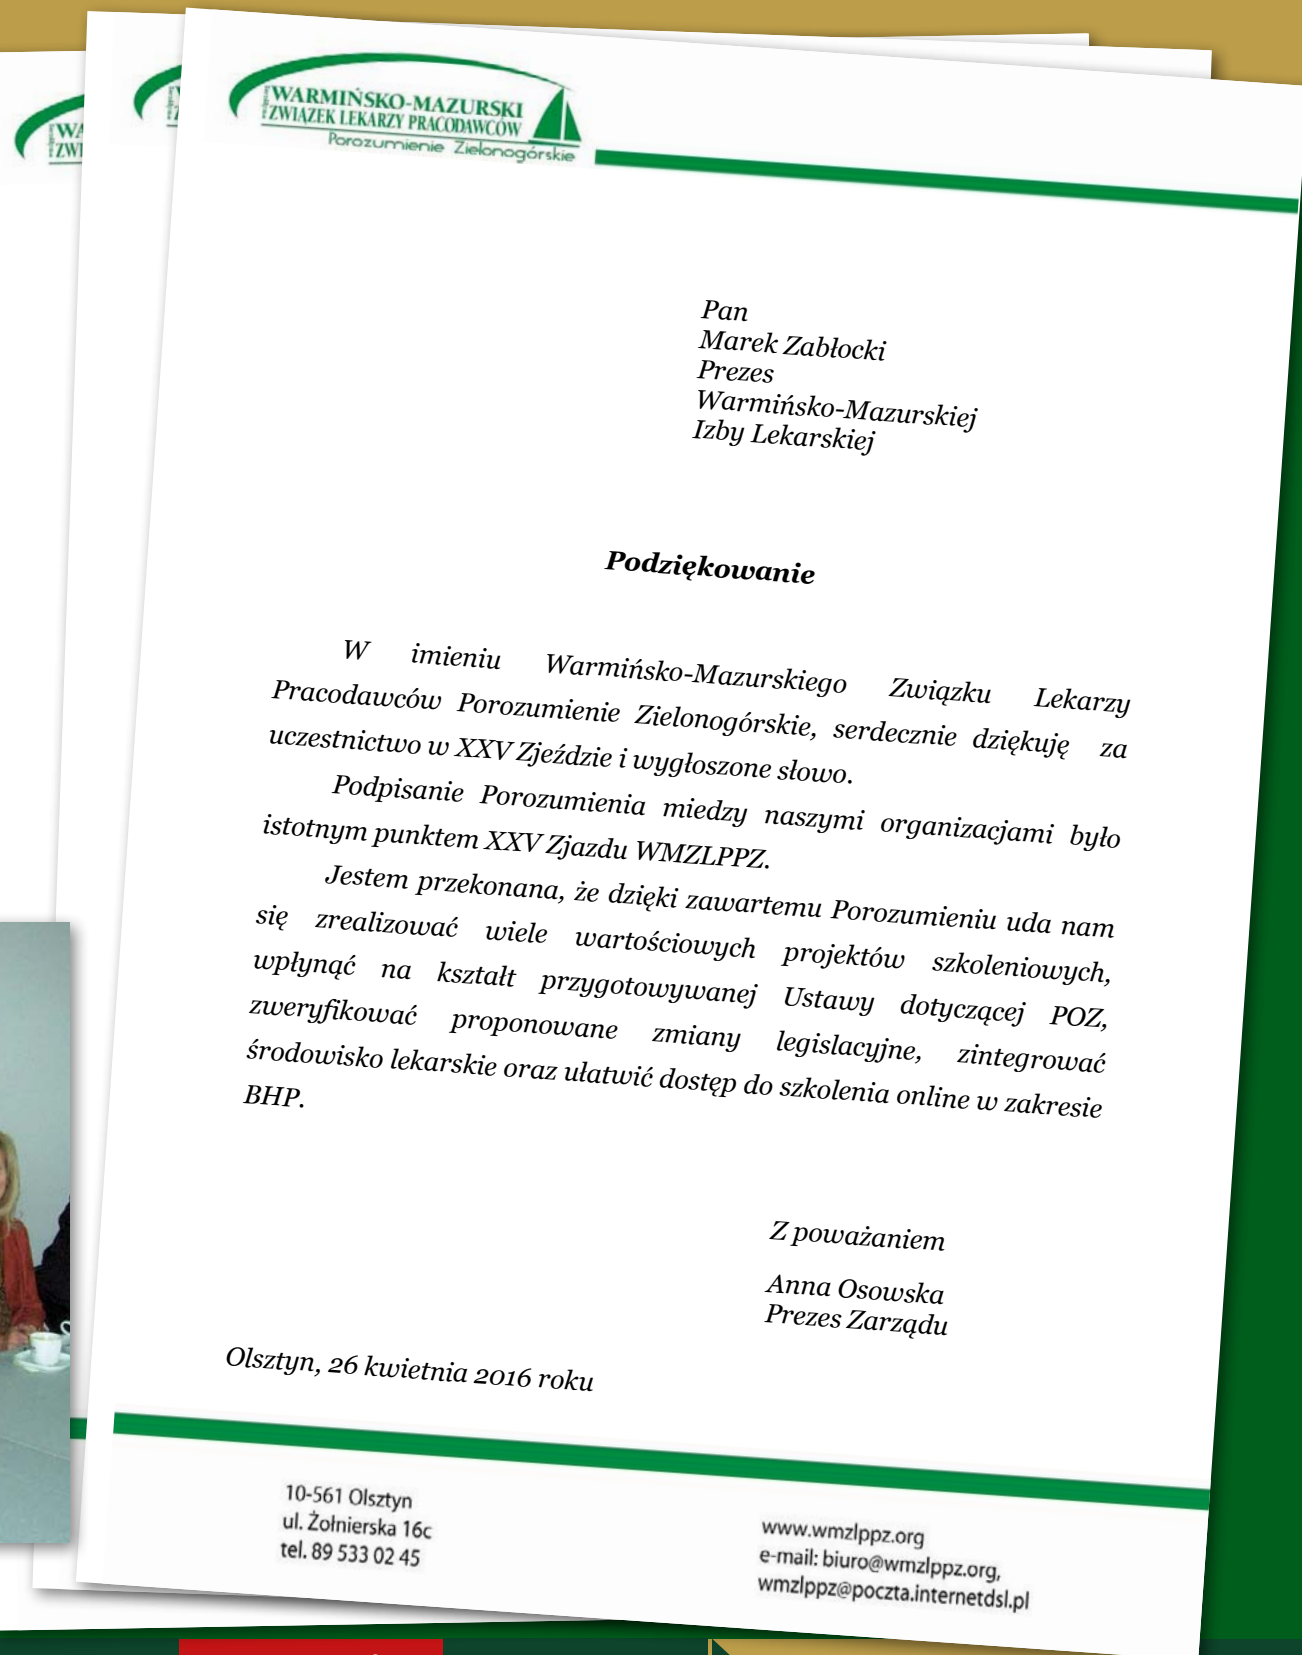 WARMIŃSKO-MAZURSKI
ZWIĄZEK LEKARZY PRACODAWCÓW
Porozumienie Zielonogórskie
WA
ZWI
Pan
Marek Zabłocki
Prezes
Warmińsko-Mazurskiej
Izby Lekarskiej
Podziękowanie
W imieniu Warmińsko-Mazurskiego Związku Lekarzy
Pracodawców Porozumienie Zielonogórskie, serdecznie dziękuję za
uczestnictwo w XXV Zjeździe i wygłoszone słowo.
Podpisanie Porozumienia miedzy naszymi organizacjami było
istotnym punktem XXV Zjazdu WMZLPPZ.
Jestem przekonana, że dzięki zawartemu Porozumieniu uda nam
się zrealizować wiele wartościowych projektów szkoleniowych,
wpłynąć na kształt przygotowywanej Ustawy dotyczącej POZ,
zweryfikować proponowane zmiany legislacyjne, zintegrować
środowisko lekarskie oraz ułatwić dostęp do szkolenia online w zakresie
BHP.
Z poważaniem
Anna Osowska
Prezes Zarządu
Olsztyn, 26 kwietnia 2016 roku
10-561 Olsztyn
ul. Żołnierska 16c
tel. 89 533 02 45
www.wmzlppz.org
e-mail: biuro@wmzlppz.org,
wmzlppz@poczta.internetdsl.pl